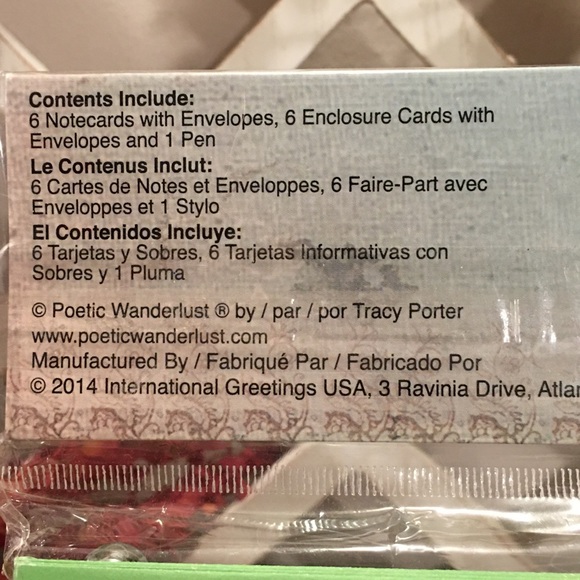 Contents Include:
6 Notecards with Envelopes, 6 Enclosure Cards with
Envelopes and 1 Pen
Le Contenus Inclut:
6 Cartes de Notes et Enveloppes, 6 Faire-Part avec
Enveloppes et 1 Stylo
El Contenidos Incluye:
6 Tarjetas y Sobres, 6 Tarjetas Informativas con
Sobres y 1 Pluma
© Poetic Wanderlust ® by / par / por Tracy Porter
www.poeticwanderlust.com
Manufactured By / Fabriqué Par / Fabricado Por
© 2014 International Greetings USA, 3 Ravinia Drive,